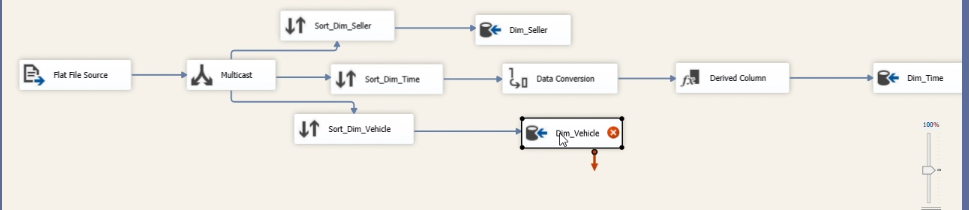 Sort_Dim_Seller
Dim_Seller
Flat File Source
Multicast
Sort_Dim_Time
Data Conversion
Derived Column
Dim_Time
Sort_Dim_Vehicle
Dim_Vehicle
100%